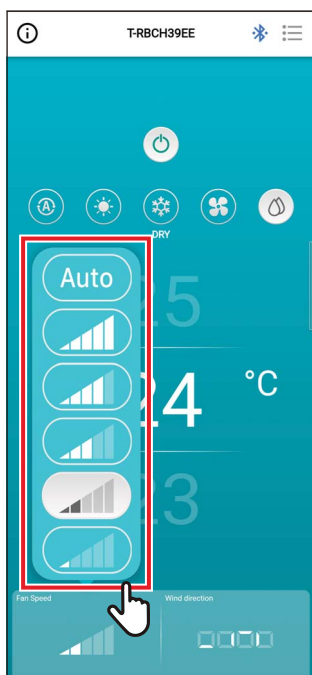 T-RBCH39EE
A
DRY
Auto
25
24 °C
23
Fan Speed
Wind direction